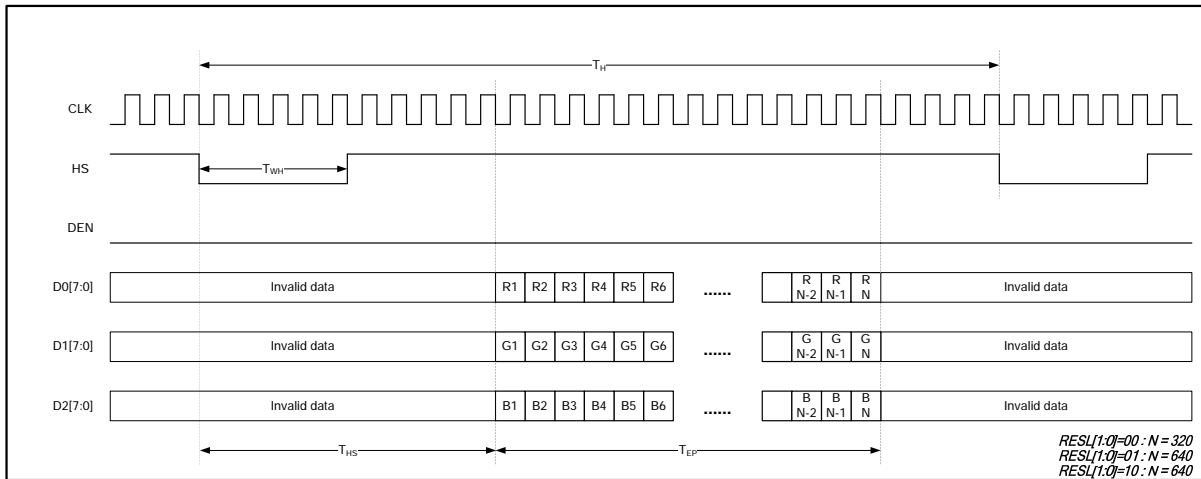 TH
CLK
HS
TWH
DEN
D0[7:0] Invalid data R1 R2 R3 R4 R5 R6 ...... R N-2 R N-1 R N Invalid data
D1[7:0] Invalid data G1 G2 G3 G4 G5 G6 ...... G N-2 G N-1 G N Invalid data
D2[7:0] Invalid data B1 B2 B3 B4 B5 B6 ...... B N-2 B N-1 B N Invalid data
THS TEP
RESL[1:0]=00 : N = 320
RESL[1:0]=01 : N = 640
RESL[1:0]=10 : N = 640